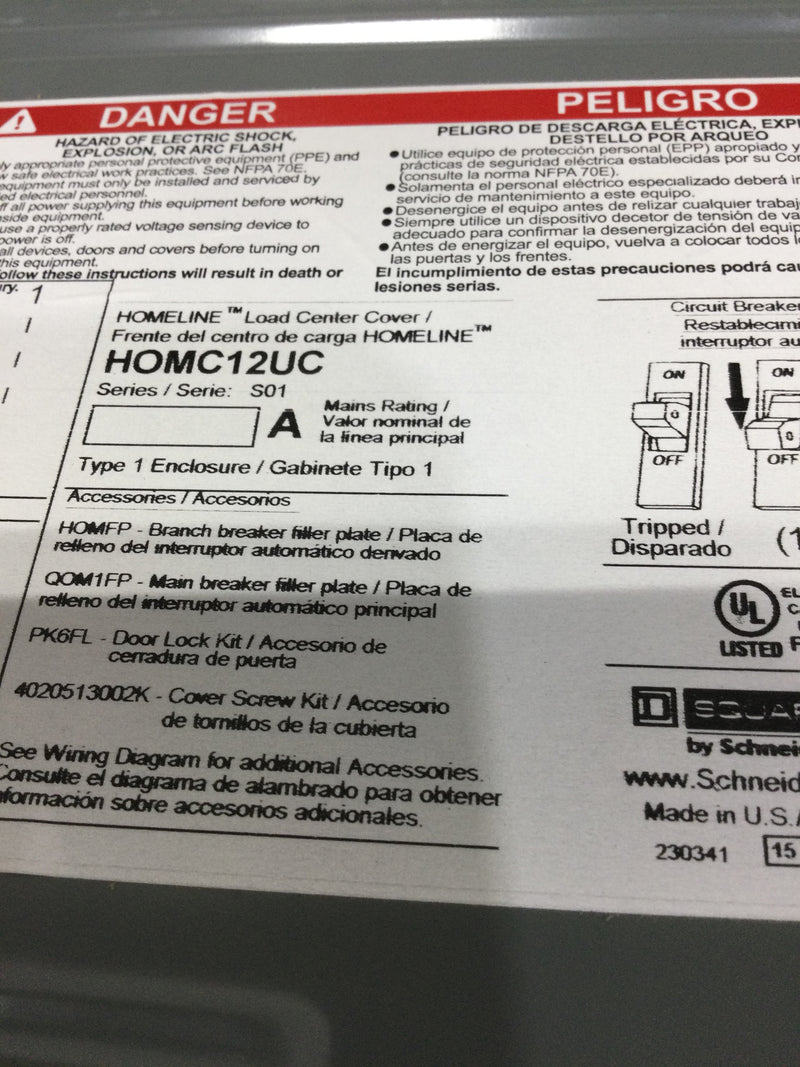 DANGER
HAZARD OF ELECTRIC SHOCK,
EXPLOSION, OR ARC FLASH
appropriate personal protective equipment (PPE) and
safe electrical work practices. See NFPA 70E.
equipment must only be installed and serviced by
electrical personnel.
all power supplying this equipment before working
equipment.
use a properly rated voltage sensing device to
power is off.
all devices, doors and covers before turning on
this equipment.
follow these instructions will result in death or
PELIGRO
PELIGRO DE DESCARGA ELÉCTRICA,
DESTELLO POR ARQUEO
●Utilice equipo de protección personal (EPP) apropiado y
prácticas de seguridad eléctrica establecidas por su
(consulte la norma NFPA 70E).
●Solamenta el personal eléctrico especializado deberá
servicio de mantenimiento a este equipo.
●Desenergice el equipo antes de relizar cualquier
●Siempre utilice un dispositivo decetor de tensión de
adecuado para confirmar la desenergización del
●Antes de energizar el equipo, vuelva a colocar todos
las puertas y los frentes.
El incumplimiento de estas precauciones podrá
lesiones serias.
1
HOMELINE™ Load Center Cover /
Frente del centro de carga HOMELINE™
HOMC12UC
Series / Serie: S01
A
Mains Rating /
Valor nominal de
la línea principal
Type 1 Enclosure / Gabinete Tipo 1
Accessories / Accesorios
HOMFP - Branch breaker filler plate / Placa de
relleno del interruptor automático derivado
QOM1FP - Main breaker filler plate / Placa de
relleno del interruptor automático principal
PK6FL - Door Lock Kit / Accesorio de
cerradura de puerta
4020513002K - Cover Screw Kit / Accesorio
de tornillos de la cubierta
See Wiring Diagram for additional Accessories.
Consulte el diagrama de alambrado para obtener
información sobre accesorios adicionales.
Circuit Breaker
interruptor
ON
OFF
ON
OFF
Tripped /
Disparado
(1
UL
LISTED
D
SQUARE
by Schneid
www.Schneid
Made in U.S.
230341
15